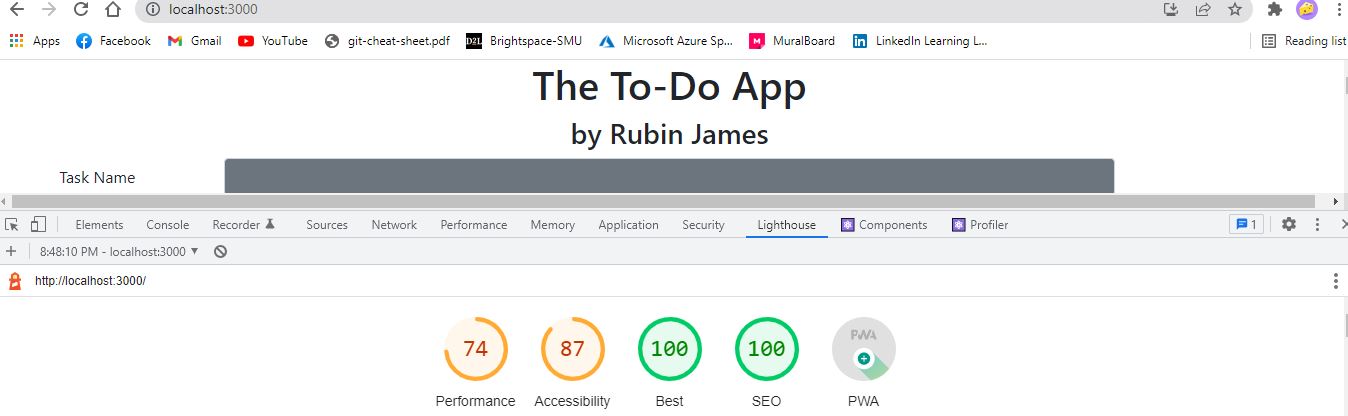 localhost:3000
Apps Facebook Gmail YouTube git-cheat-sheet.pdf D2L Brightspace-SMU Microsoft Azure Sp... MuralBoard LinkedIn Learning L... Reading list
The To-Do App
by Rubin James
Task Name
Elements Console Recorder Sources Network Performance Memory Application Security Lighthouse Components Profiler 1
8:48:10 PM - localhost:3000
http://localhost:3000/
74 87 100 100 PWA
Performance Accessibility Best SEO PWA